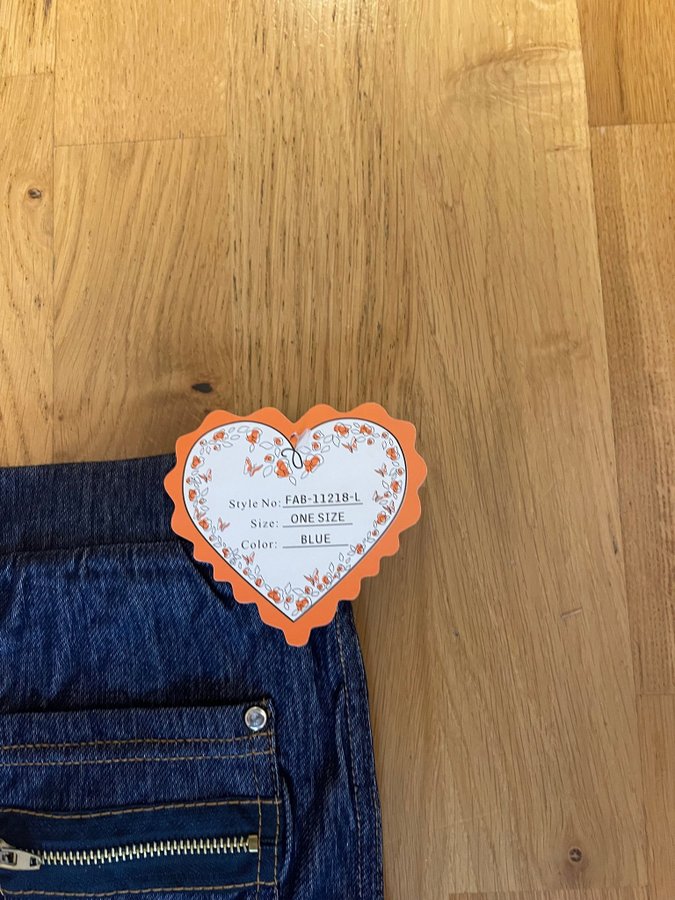 Style No: FAB-11218-L
Size: ONE SIZE
Color: BLUE